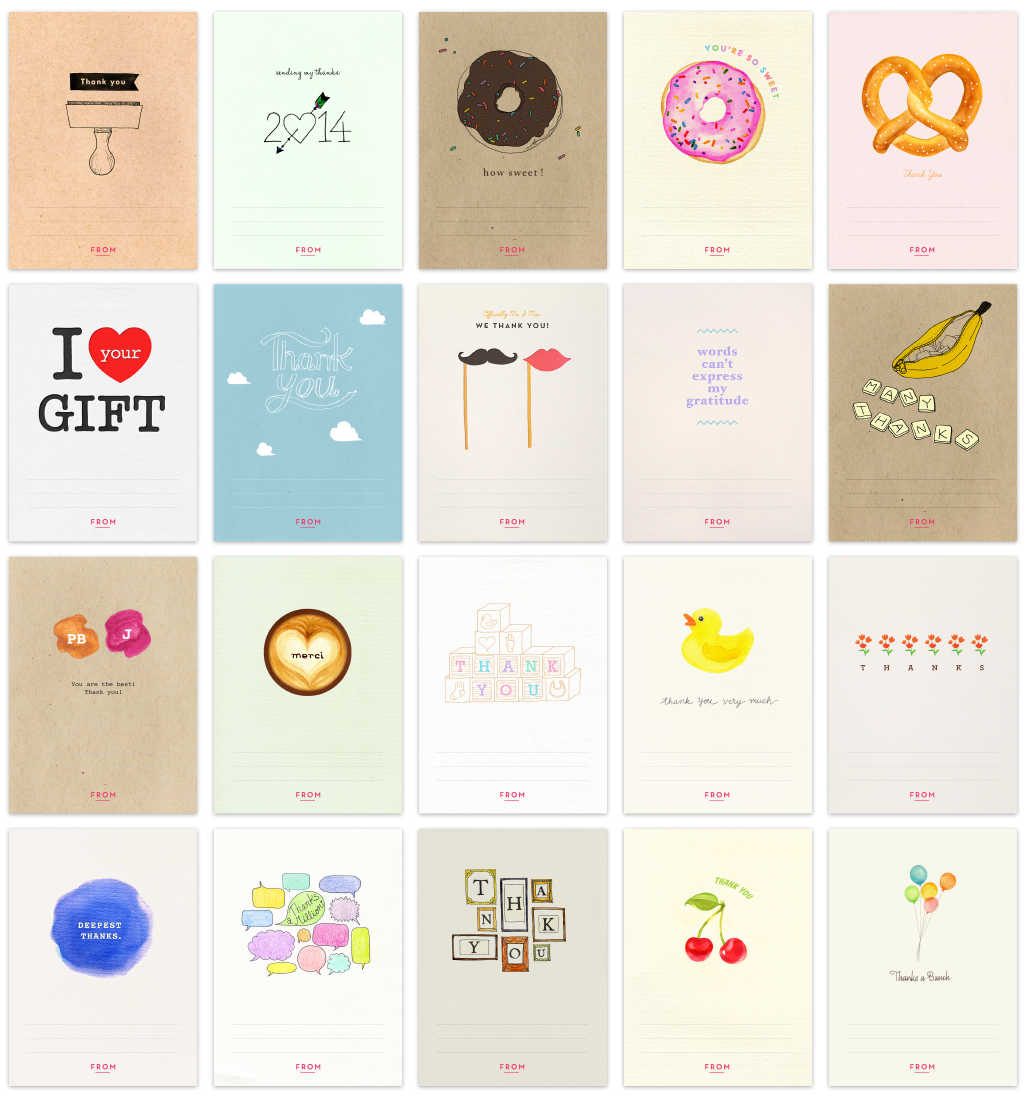 Thank you
FROM
sending my thanks
2014
FROM
how sweet!
FROM
YOU'RE SO SWEET
FROM
Thank You
FROM
I your
GIFT
FROM
Thank
you
FROM
Officially Mr. & Mrs.
WE THANK YOU!
FROM
words
can't
express
my
gratitude
FROM
MANY
THANKS
FROM
PB J
You are the best!
Thank you!
FROM
merci
FROM
THANK
YOU
FROM
thank you very much
FROM
THANKS
FROM
DEEPEST
THANKS.
FROM
Thanks
a Million!
FROM
T H A
N K
Y O U
FROM
THANK YOU
FROM
Thanks a Bunch
FROM